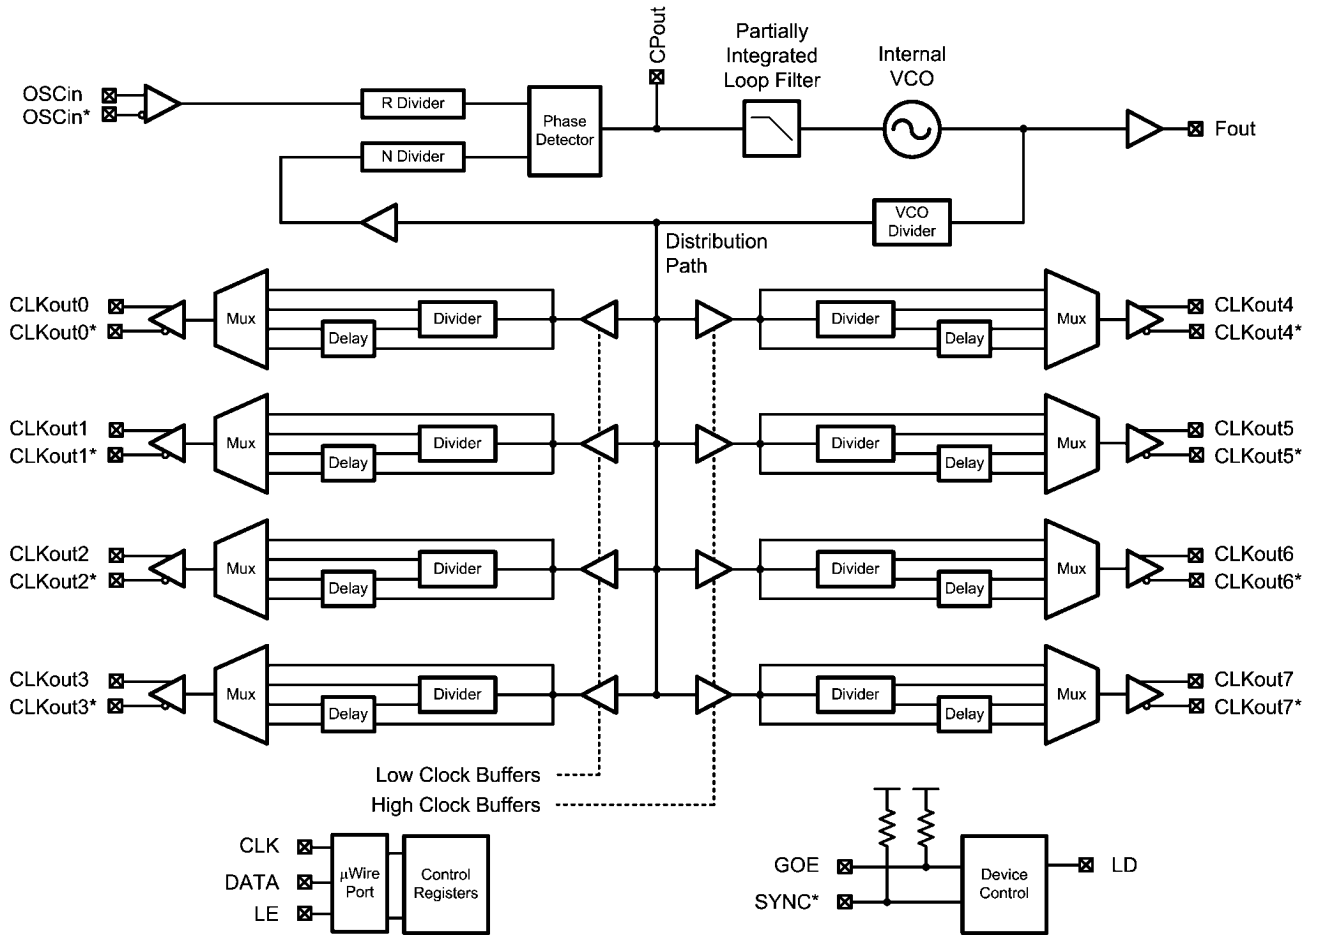 CPout
Partially
Integrated
Loop Filter
Internal
VCO
OSCin
OSCin*
R Divider
Phase
Detector
Fout
N Divider
VCO
Divider
Distribution
Path
CLKout0
CLKout0*
Mux
Delay
Divider
Divider
Delay
Mux
CLKout4
CLKout4*
CLKout1
CLKout1*
Mux
Delay
Divider
Divider
Delay
Mux
CLKout5
CLKout5*
CLKout2
CLKout2*
Mux
Delay
Divider
Divider
Delay
Mux
CLKout6
CLKout6*
CLKout3
CLKout3*
Mux
Delay
Divider
Divider
Delay
Mux
CLKout7
CLKout7*
Low Clock Buffers
High Clock Buffers
CLK
DATA
LE
µWire
Port
Control
Registers
GOE
SYNC*
Device
Control
LD